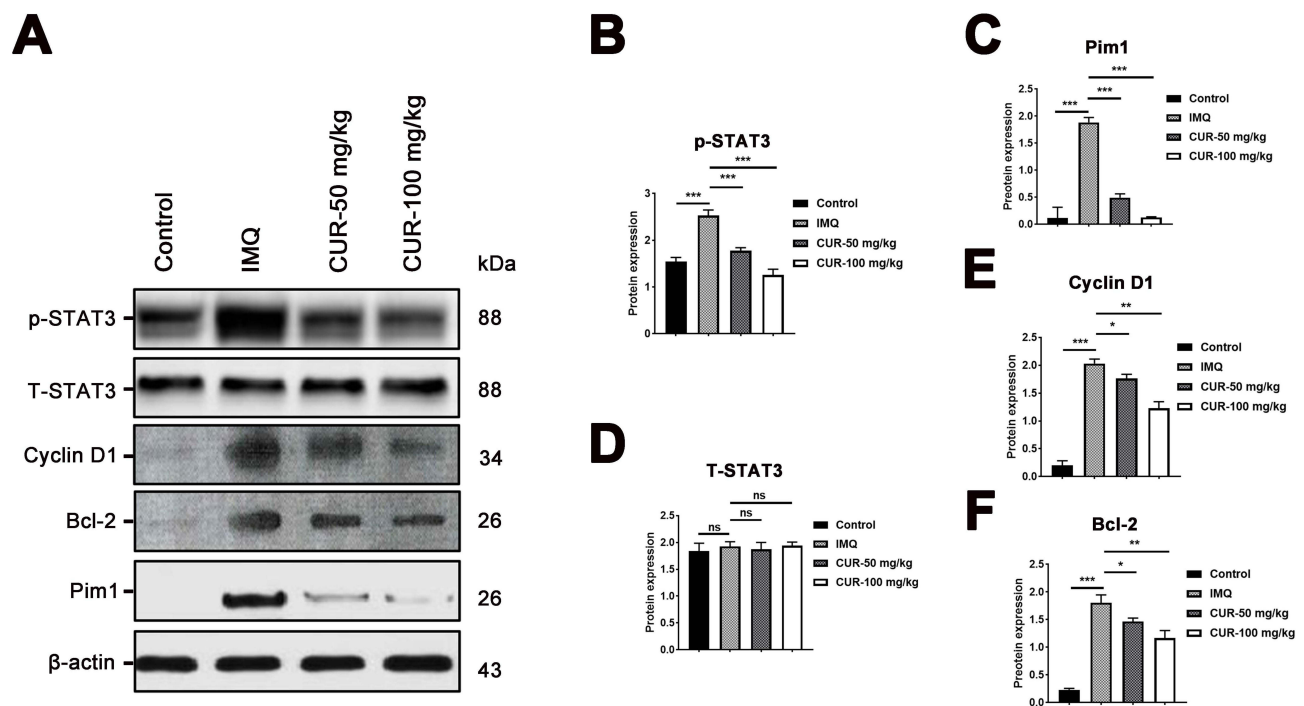 A
Control
IMQ
CUR-50 mg/kg
CUR-100 mg/kg
kDa
p-STAT3
88
T-STAT3
88
Cyclin D1
34
Bcl-2
26
Pim1
26
β-actin
43
B
p-STAT3
***
***
***
Protein expression
3
2
1
0
Control
IMQ
CUR-50 mg/kg
CUR-100 mg/kg
C
Pim1
***
***
***
Preotein expression
2.5
2.0
1.5
1.0
0.5
0.0
Control
IMQ
CUR-50 mg/kg
CUR-100 mg/kg
D
T-STAT3
ns
ns
ns
Protein expression
2.5
2.0
1.5
1.0
0.5
0.0
Control
IMQ
CUR-50 mg/kg
CUR-100 mg/kg
E
Cyclin D1
**
*
***
Protein expression
2.5
2.0
1.5
1.0
0.5
0.0
Control
IMQ
CUR-50 mg/kg
CUR-100 mg/kg
F
Bcl-2
**
*
***
Preotein expression
2.5
2.0
1.5
1.0
0.5
0.0
Control
IMQ
CUR-50 mg/kg
CUR-100 mg/kg